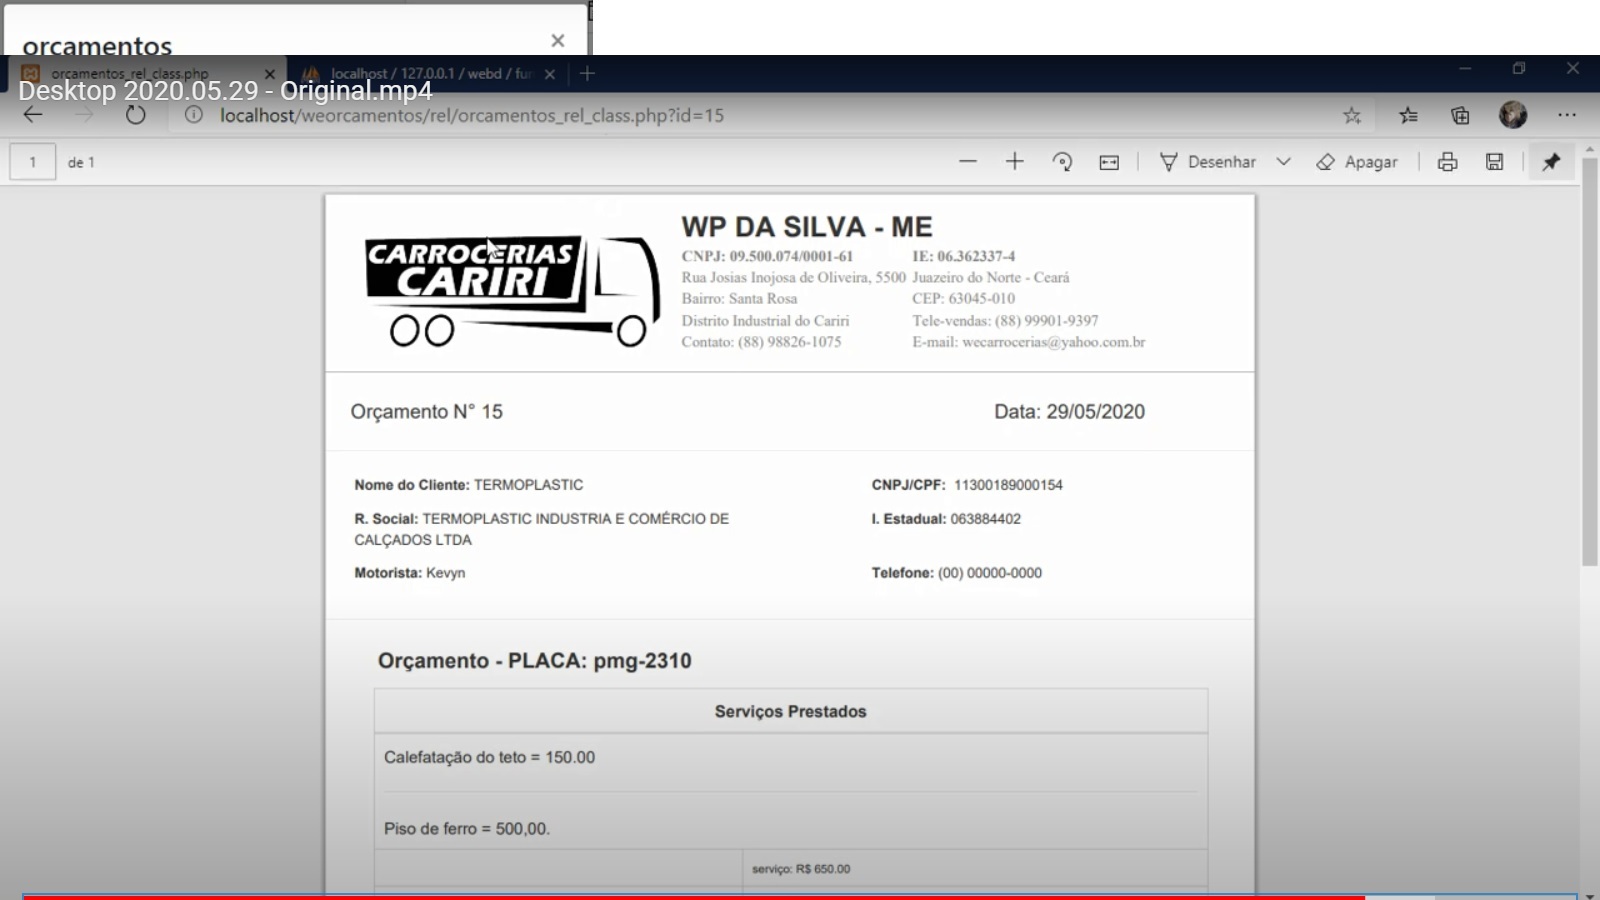 orcamentos
orcamentos_rel_class.php
localhost / 127.0.0.1 / webd / fur
Desktop 2020.05.29 - Original.mp4
localhost/weorcamentos/rel/orcamentos_rel_class.php?id=15
1 de 1
Desenhar
Apagar
CARROCERIAS
CARIRI
WP DA SILVA - ME
CNPJ: 09.500.074/0001-61 IE: 06.362337-4
Rua Josias Inojosa de Oliveira, 5500 Juazeiro do Norte - Ceará
Bairro: Santa Rosa CEP: 63045-010
Distrito Industrial do Cariri Tele-vendas: (88) 99901-9397
Contato: (88) 98826-1075 E-mail: wecarrocerias@yahoo.com.br
Orçamento N° 15 Data: 29/05/2020
Nome do Cliente: TERMOPLASTIC CNPJ/CPF: 11300189000154
R. Social: TERMOPLASTIC INDUSTRIA E COMÉRCIO DE I. Estadual: 063884402
CALÇADOS LTDA
Motorista: Kevyn Telefone: (00) 00000-0000
Orçamento - PLACA: pmg-2310
Serviços Prestados
Calefatação do teto = 150.00
Piso de ferro = 500,00.
serviço: R$ 650.00